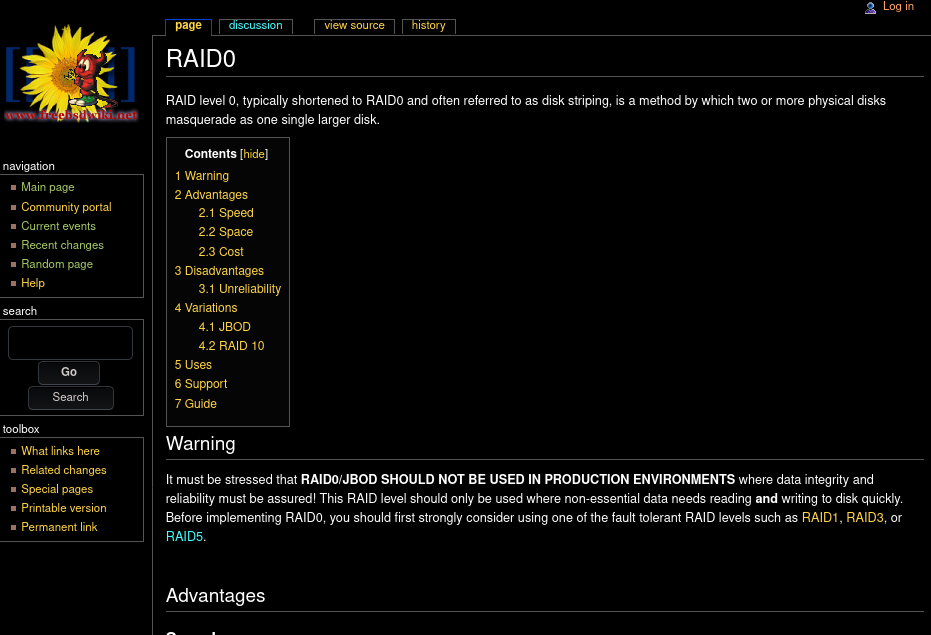 Log in
page discussion view source history
www.freebsdwiki.net
RAID0
RAID level 0, typically shortened to RAID0 and often referred to as disk striping, is a method by which two or more physical disks
masquerade as one single larger disk.
Contents [hide]
1 Warning
2 Advantages
2.1 Speed
2.2 Space
2.3 Cost
3 Disadvantages
3.1 Unreliability
4 Variations
4.1 JBOD
4.2 RAID 10
5 Uses
6 Support
7 Guide
navigation
Main page
Community portal
Current events
Recent changes
Random page
Help
search
Go
Search
toolbox
What links here
Related changes
Special pages
Printable version
Permanent link
Warning
It must be stressed that RAID0/JBOD SHOULD NOT BE USED IN PRODUCTION ENVIRONMENTS where data integrity and
reliability must be assured! This RAID level should only be used where non-essential data needs reading and writing to disk quickly.
Before implementing RAID0, you should first strongly consider using one of the fault tolerant RAID levels such as RAID1, RAID3, or
RAID5.
Advantages